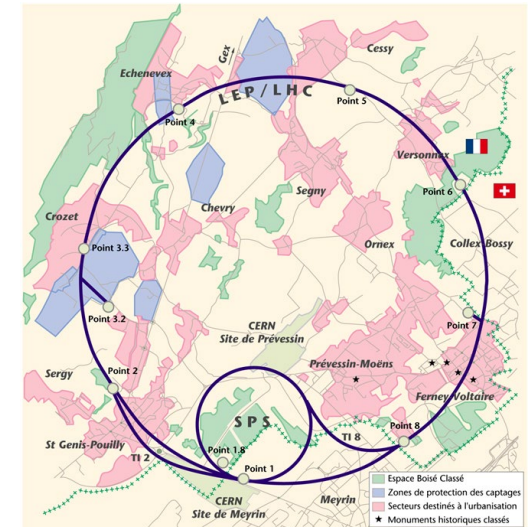 Gex
Cessy
Echenevex
LEP/LHC
Point 5
Point 4
Versonnex
Point 6
Segny
Chevry
Crozet
Ornex
Collex-Bossy
Point 3.3
Point 3.2
CERN
Site de Prévessin
Point 7
Prévessin-Moëns
Sergy
Point 2
Ferney-Voltaire
SPS
Point 8
St Genis-Pouilly
TI 8
TI 2
Point 1.8
Point 1
CERN
Site de Meyrin
Meyrin
Espace Boisé Classé
Zones de protection des captages
Secteurs destinés à l'urbanisation
Monuments historiques classés